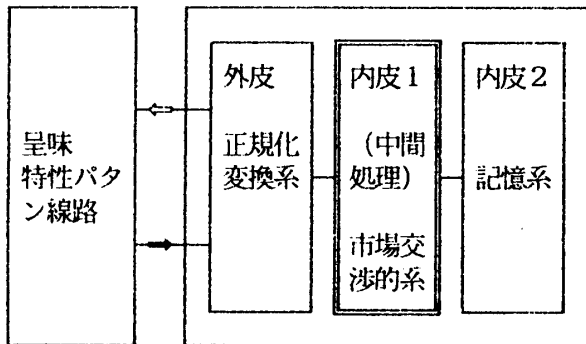 呈味
特性パタ
ン線路
外皮
正規化
変換系
内皮1
(中間
処理)
市場交
渉的系
内皮2
記憶系